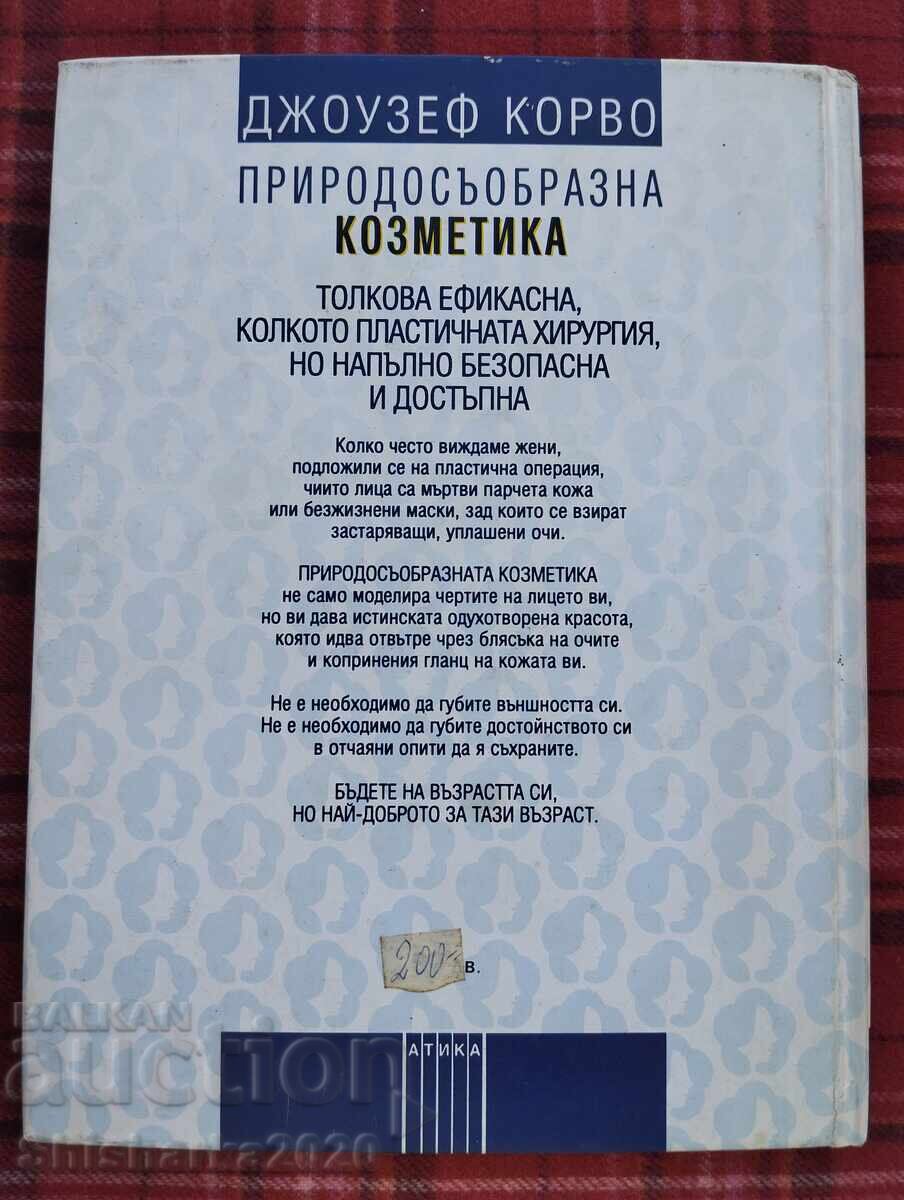 ДЖОУЗЕФ КОРВО
ПРИРОДОСЪОБРАЗНА
КОЗМЕТИКА
ТОЛКОВА ЕФИКАСНА,
КОЛКОТО ПЛАСТИЧНАТА ХИРУРГИЯ,
НО НАПЪЛНО БЕЗОПАСНА
И ДОСТЪПНА
Колко често виждаме жени,
подложили се на пластична операция,
чиито лица са мъртви парчета кожа
или безжизнени маски, зад които се взират
застаряващи, уплашени очи.
ПРИРОДОСЪОБРАЗНАТА КОЗМЕТИКА
не само моделира чертите на лицето ви,
но ви дава истинската одухотворена красота,
която идва отвътре чрез блясъка на очите
и копринения гланц на кожата ви.
Не е необходимо да губите външността си.
Не е необходимо да губите достойнството си
в отчаяни опити да я съхраните.
БЪДЕТЕ НА ВЪЗРАСТТА СИ,
НО НАЙ-ДОБРОТО ЗА ТАЗИ ВЪЗРАСТ.
200- в.
АТИКА
BALKAN
auction
Shisharka2020